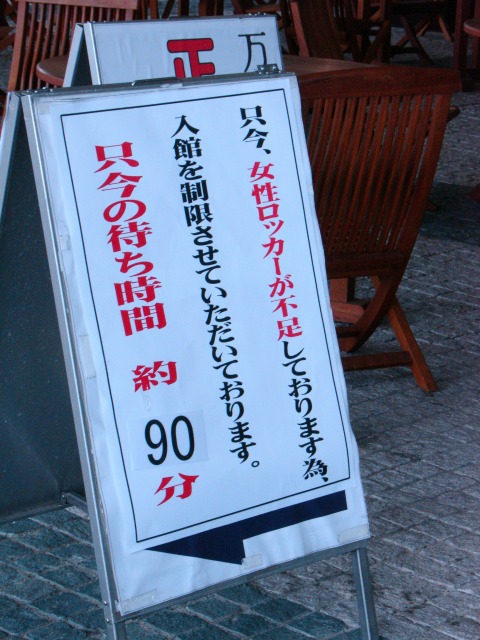 正
万
只今、女性ロッカーが不足しております為、
入館を制限させていただいております。
只今の待ち時間 約 90 分